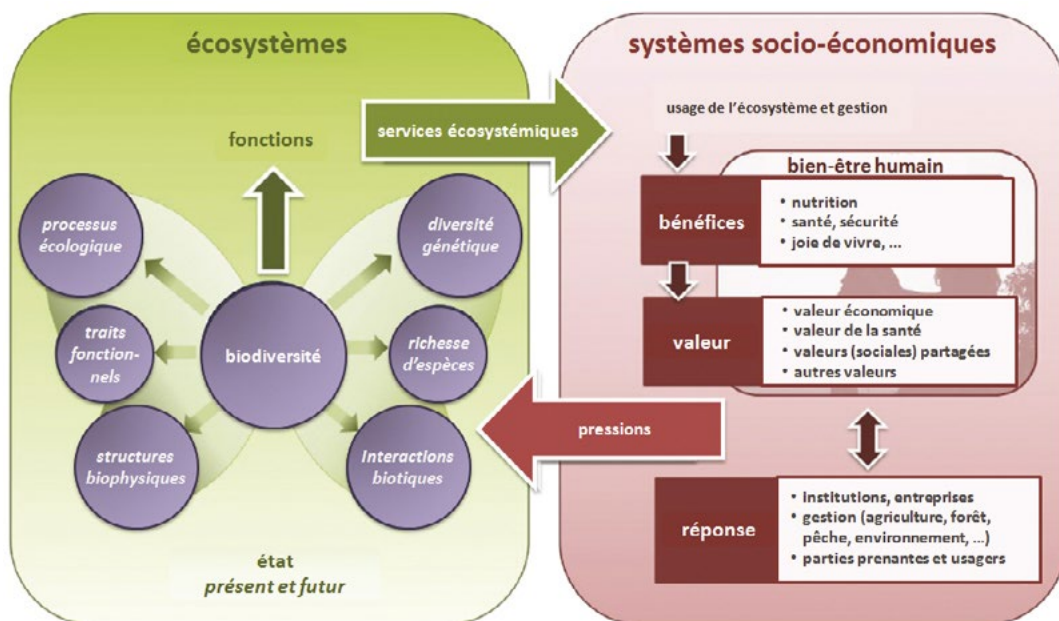 écosystèmes
fonctions
services écosystémiques
processus
écologique
diversité
génétique
traits
fonction-
nels
biodiversité
richesse
d'espèces
structures
biophysiques
interactions
biotiques
état
présent et futur
systèmes socio-économiques
usage de l'écosystème et gestion
bien-être humain
bénéfices
• nutrition
• santé, sécurité
• joie de vivre, ...
valeur
• valeur économique
• valeur de la santé
• valeurs (sociales) partagées
• autres valeurs
pressions
réponse
• institutions, entreprises
• gestion (agriculture, forêt,
pêche, environnement, ...)
• parties prenantes et usagers